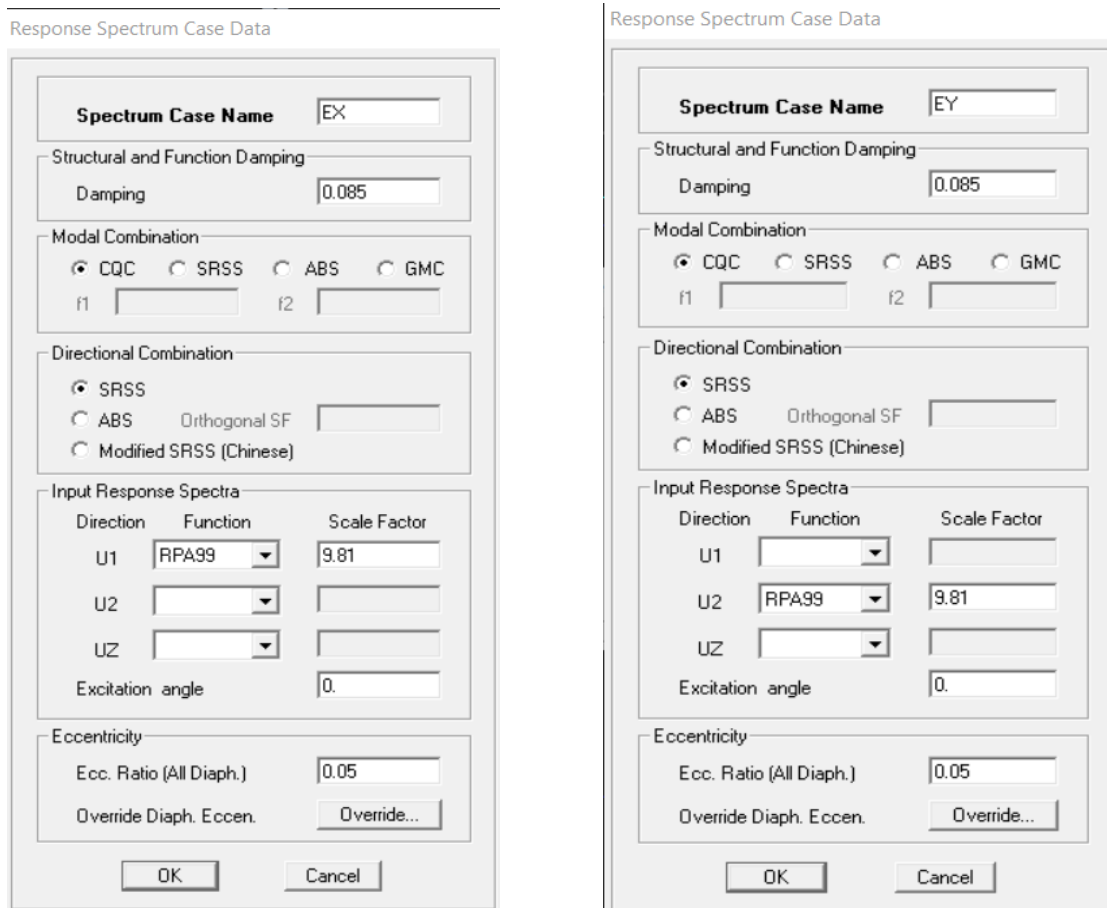 Response Spectrum Case Data
Spectrum Case Name EX
Structural and Function Damping
Damping 0.085
Modal Combination
CQC SRSS ABS GMC
f1 f2
Directional Combination
SRSS
ABS Orthogonal SF
Modified SRSS (Chinese)
Input Response Spectra
Direction Function Scale Factor
U1 RPA99 9.81
U2
UZ
Excitation angle 0.
Eccentricity
Ecc. Ratio (All Diaph.) 0.05
Override Diaph. Eccen. Override...
OK Cancel
Response Spectrum Case Data
Spectrum Case Name EY
Structural and Function Damping
Damping 0.085
Modal Combination
CQC SRSS ABS GMC
f1 f2
Directional Combination
SRSS
ABS Orthogonal SF
Modified SRSS (Chinese)
Input Response Spectra
Direction Function Scale Factor
U1
U2 RPA99 9.81
UZ
Excitation angle 0.
Eccentricity
Ecc. Ratio (All Diaph.) 0.05
Override Diaph. Eccen. Override...
OK Cancel